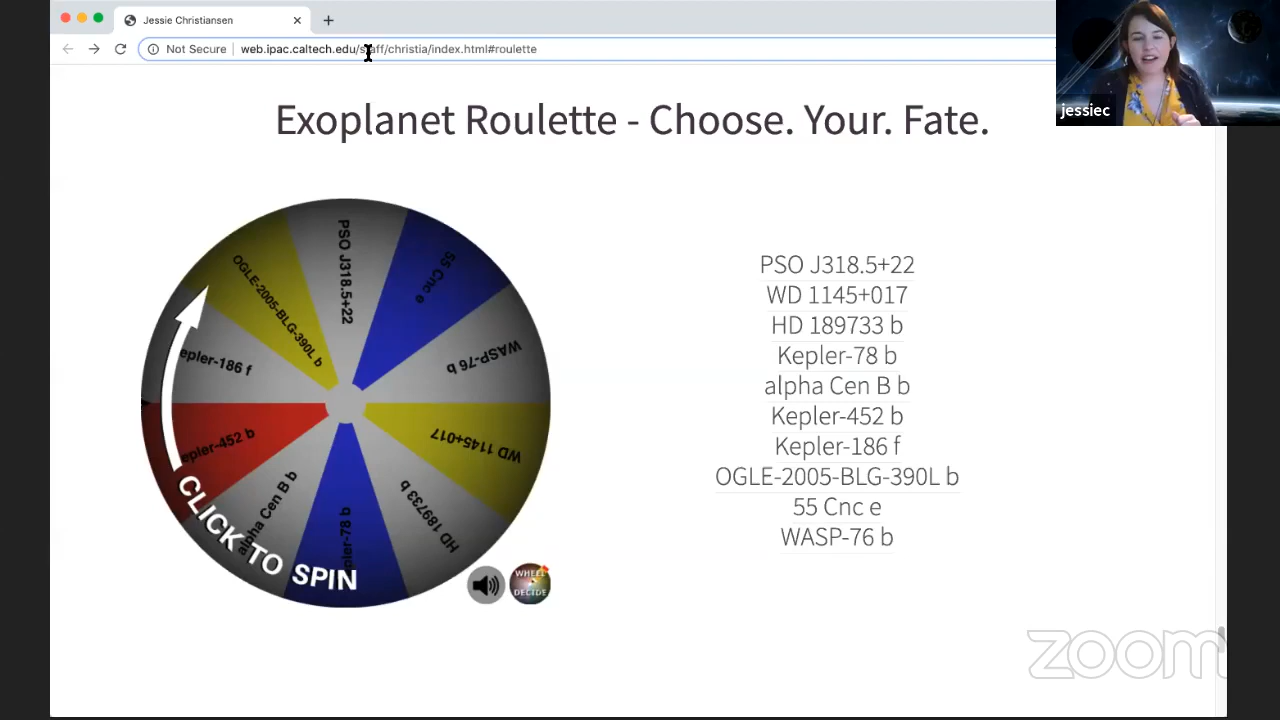 Jessie Christiansen
Not Secure
web.ipac.caltech.edu/staff/christia/index.html#roulette
jessiec
Exoplanet Roulette - Choose. Your. Fate.
PSO J318.5+22
55 Cnc e
WASP-76 b
WD 1145+017
HD 189733 b
pler-78 b
alpha Cen B b
epler-452 b
epler-186 f
OGLE-2005-BLG-390L b
CLICK TO SPIN
WHEEL
DECIDE
PSO J318.5+22
WD 1145+017
HD 189733 b
Kepler-78 b
alpha Cen B b
Kepler-452 b
Kepler-186 f
OGLE-2005-BLG-390L b
55 Cnc e
WASP-76 b
zoom